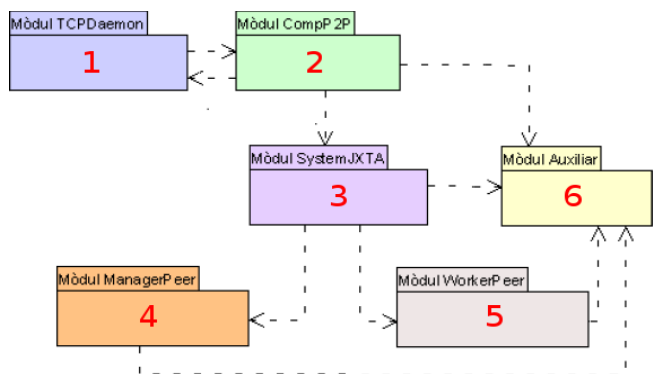 Mòdul TCPDaemon
1
Mòdul CompP2P
2
Mòdul SystemJXTA
3
Mòdul Auxiliar
6
Mòdul ManagerPeer
4
Mòdul WorkerPeer
5